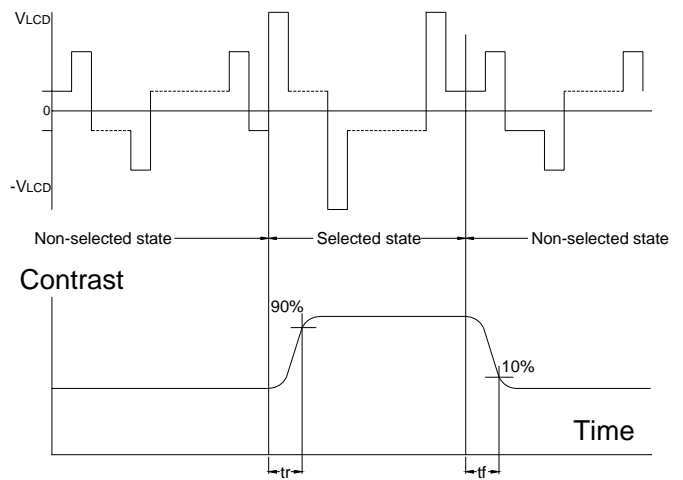 VLCD
0
-VLCD
Non-selected state
Selected state
Non-selected state
Contrast
90%
10%
Time
tr
tf